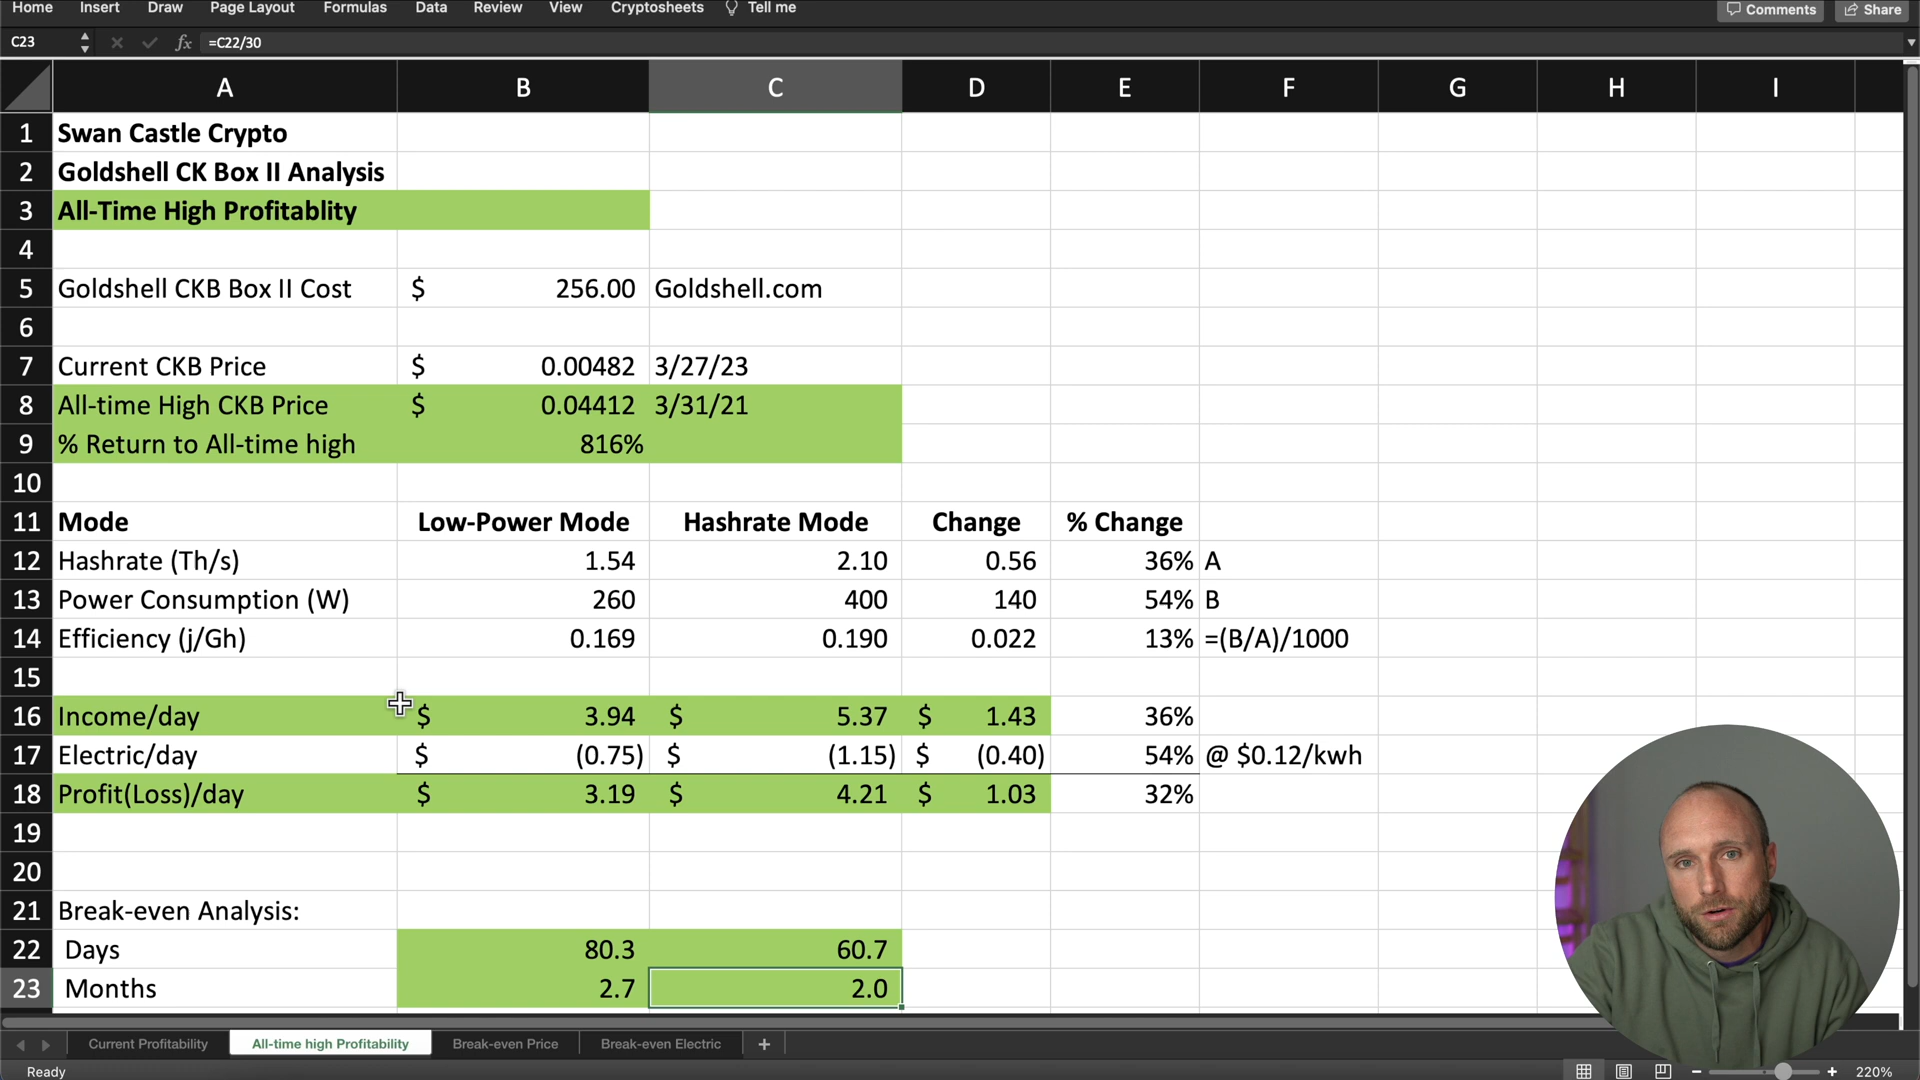 Home Insert Draw Page Layout Formulas Data Review View Cryptosheets Tell me Comments Share
C23 fx =C22/30
A B C D E F G H I
1 Swan Castle Crypto
2 Goldshell CK Box II Analysis
3 All-Time High Profitablity
4
5 Goldshell CKB Box II Cost $ 256.00 Goldshell.com
6
7 Current CKB Price $ 0.00482 3/27/23
8 All-time High CKB Price $ 0.04412 3/31/21
9 % Return to All-time high 816%
10
11 Mode Low-Power Mode Hashrate Mode Change % Change
12 Hashrate (Th/s) 1.54 2.10 0.56 36% A
13 Power Consumption (W) 260 400 140 54% B
14 Efficiency (j/Gh) 0.169 0.190 0.022 13% =(B/A)/1000
15
16 Income/day $ 3.94 $ 5.37 $ 1.43 36%
17 Electric/day $ (0.75) $ (1.15) $ (0.40) 54% @ $0.12/kwh
18 Profit(Loss)/day $ 3.19 $ 4.21 $ 1.03 32%
19
20
21 Break-even Analysis:
22 Days 80.3 60.7
23 Months 2.7 2.0
Current Profitability All-time high Profitability Break-even Price Break-even Electric +
Ready − + 220%